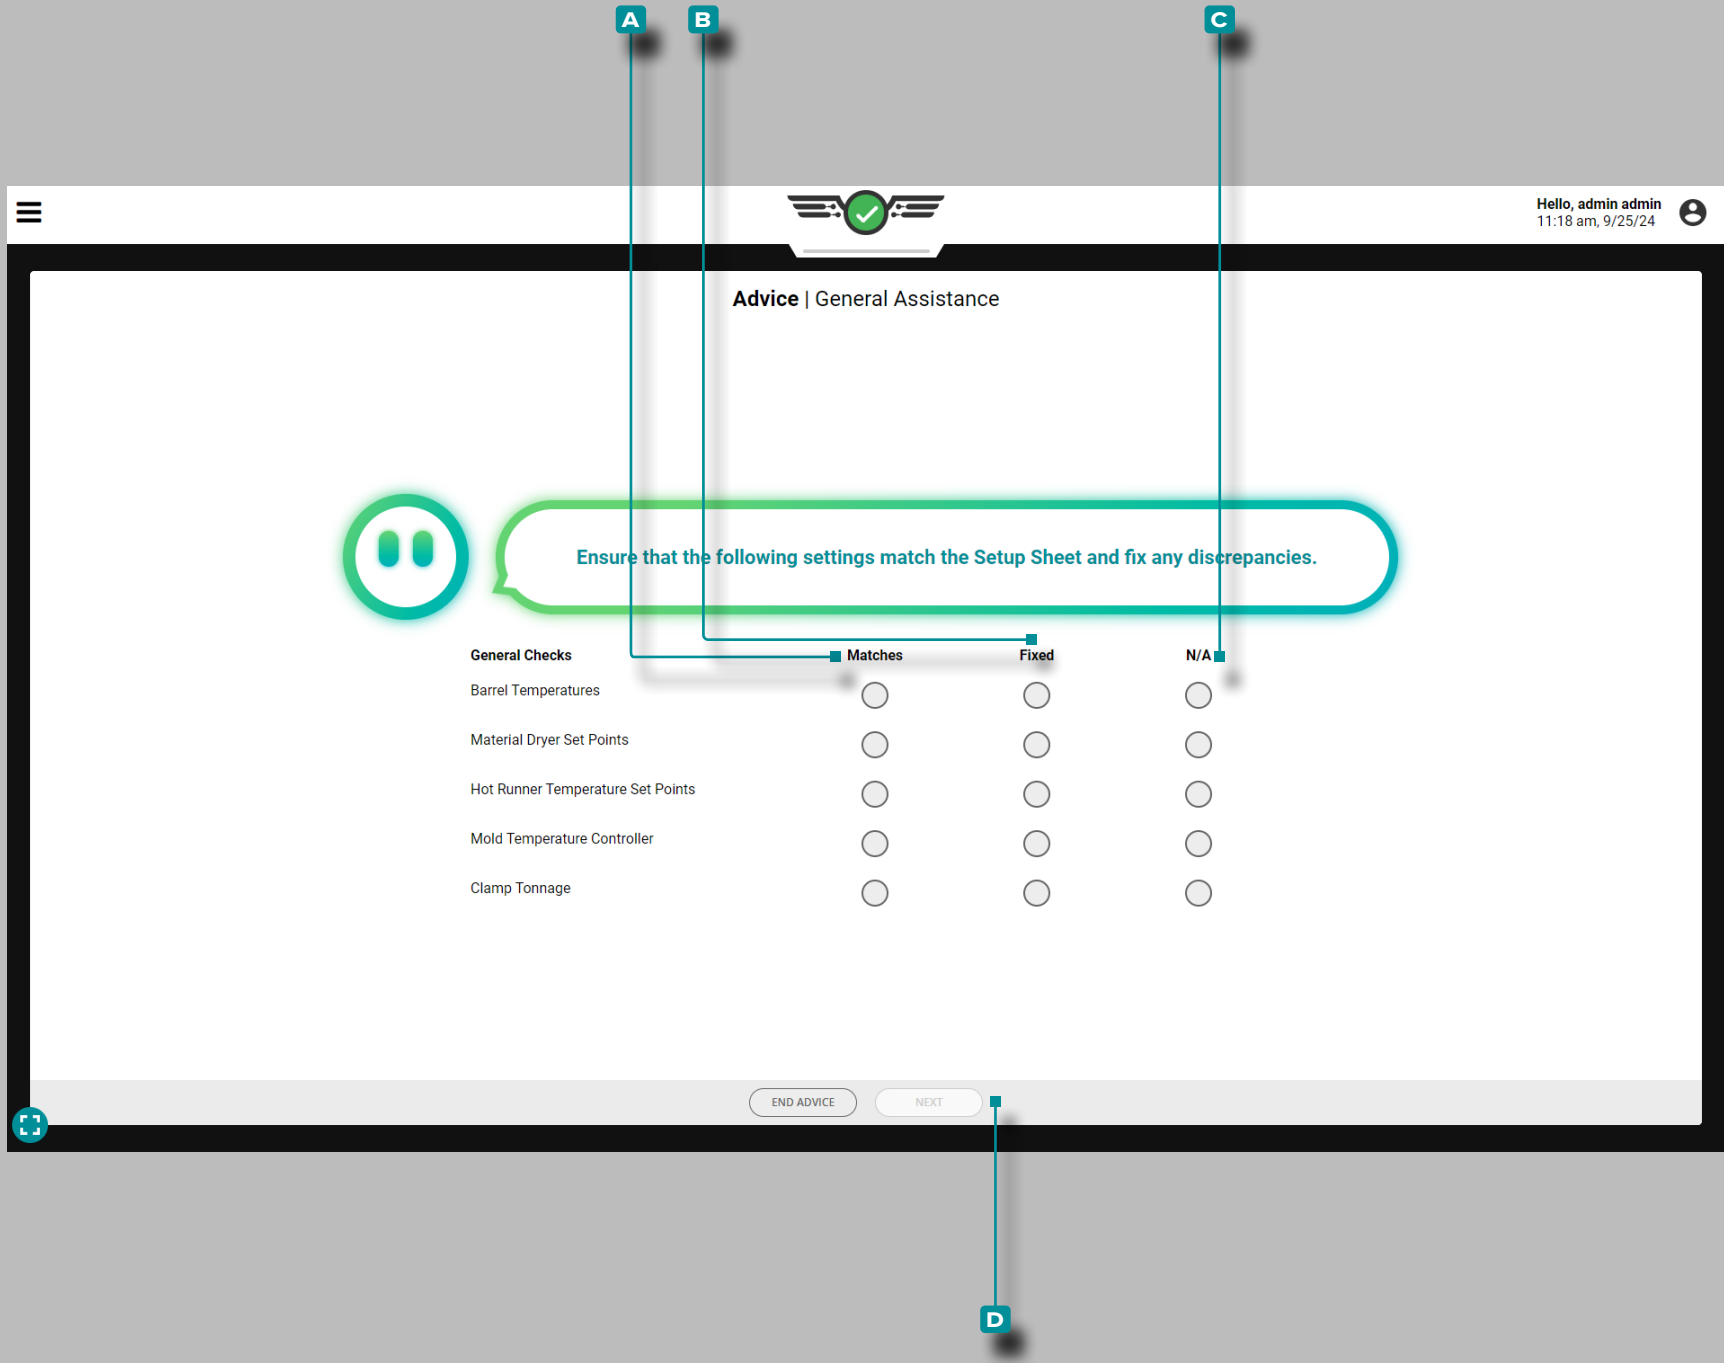 A B C
Hello, admin admin
11:18 am, 9/25/24
Advice | General Assistance
Ensure that the following settings match the Setup Sheet and fix any discrepancies.
General Checks Matches Fixed N/A
Barrel Temperatures
Material Dryer Set Points
Hot Runner Temperature Set Points
Mold Temperature Controller
Clamp Tonnage
END ADVICE NEXT
D